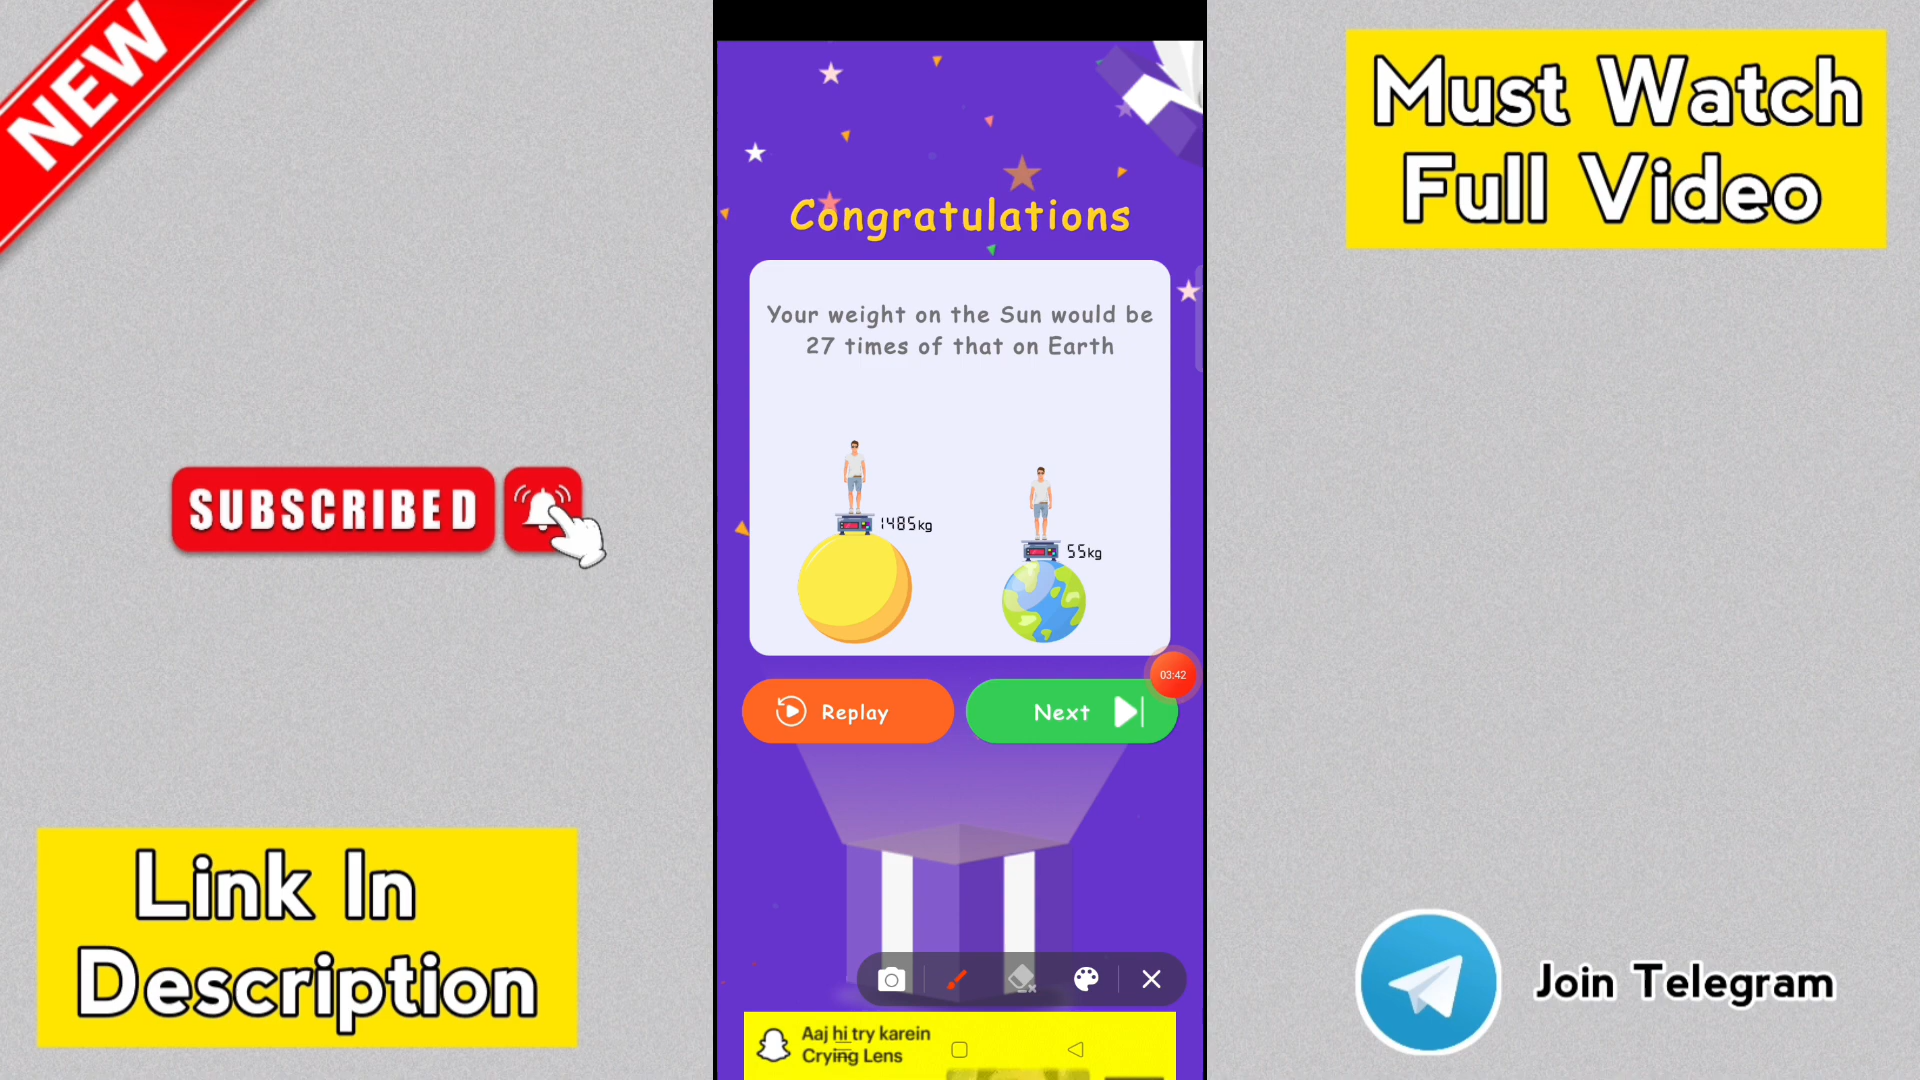 NEW
Must Watch
Full Video
Congratulations
Your weight on the Sun would be
27 times of that on Earth
1485kg
55kg
SUBSCRIBED
03:42
Replay
Next
Link In
Description
Join Telegram
Aaj hi try karein
Crying Lens